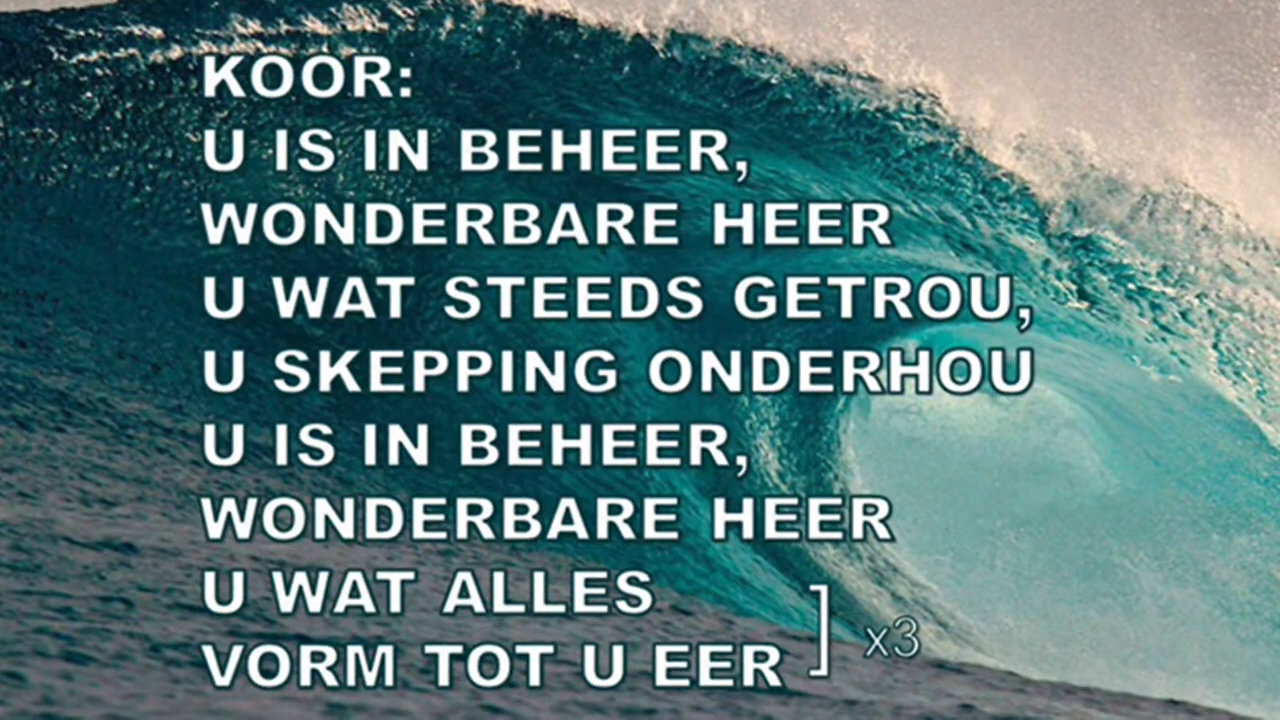 KOOR:
U IS IN BEHEER,
WONDERBARE HEER
U WAT STEEDS GETROU,
U SKEPPING ONDERHOU
U IS IN BEHEER,
WONDERBARE HEER
U WAT ALLES
VORM TOT U EER ] x3